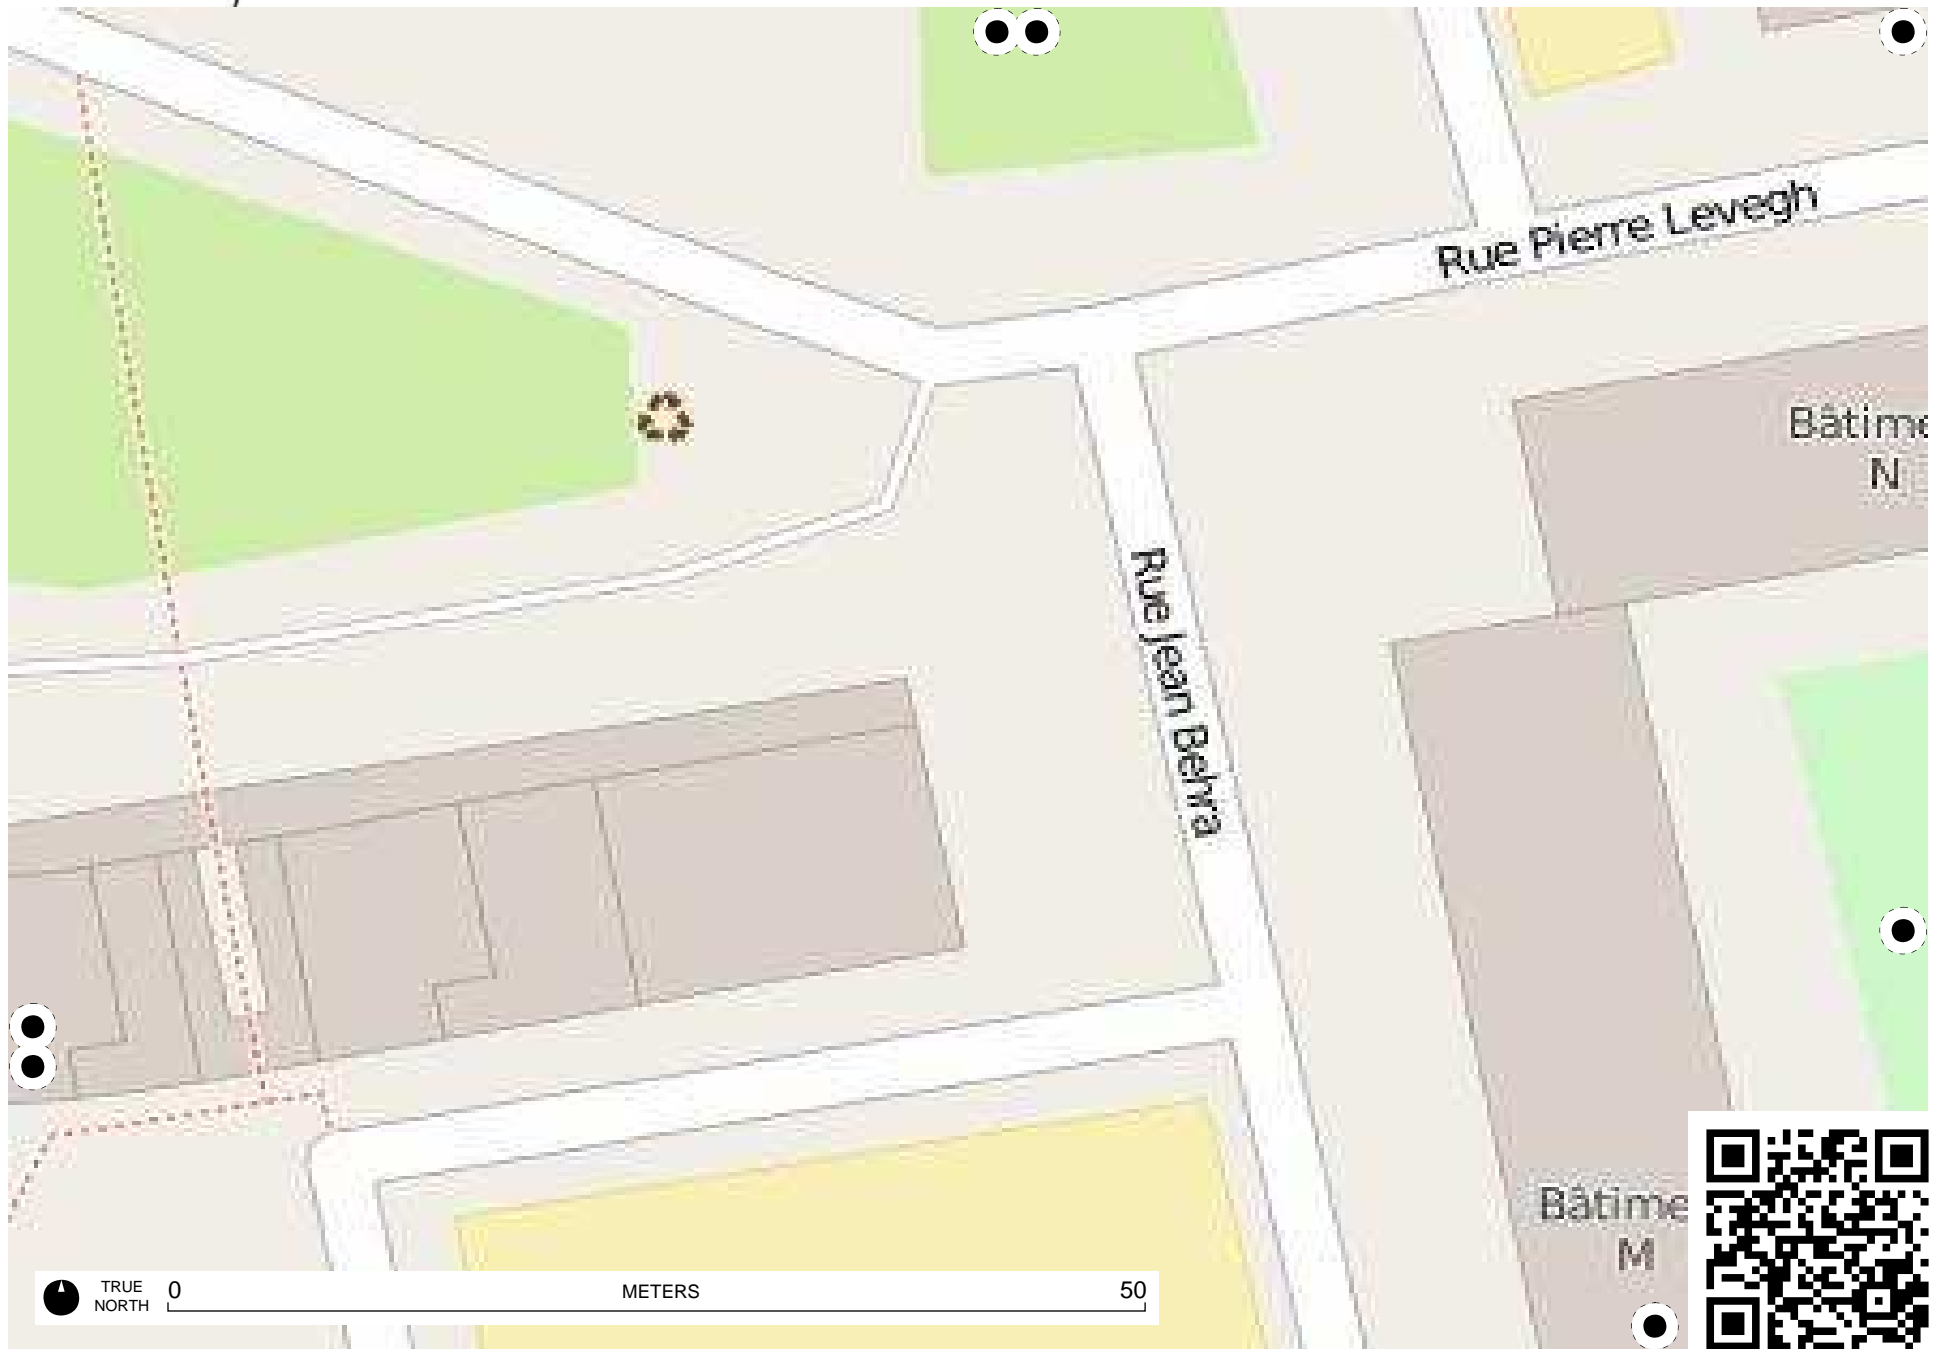 Rue Pierre Levegh
Bâtime
N
Rue Jean Behra
Bâtime
M
TRUE
NORTH
0
METERS
50